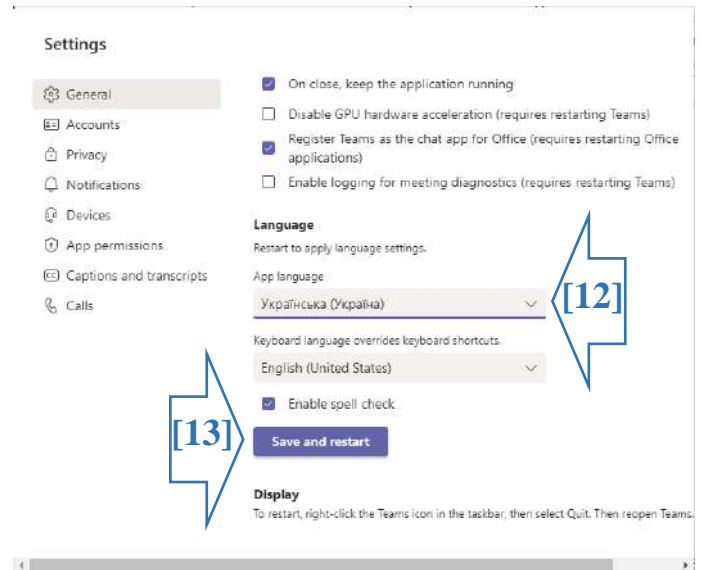 Settings
General
Accounts
Privacy
Notifications
Devices
App permissions
Captions and transcripts
Calls
On close, keep the application running
Disable GPU hardware acceleration (requires restarting Teams)
Register Teams as the chat app for Office (requires restarting Office
applications)
Enable logging for meeting diagnostics (requires restarting Teams)
Language
Restart to apply language settings.
App language
Українська (Україна)
[12]
Keyboard language overrides keyboard shortcuts.
English (United States)
Enable spell check
[13]
Save and restart
Display
To restart, right-click the Teams icon in the taskbar, then select Quit. Then reopen Teams.